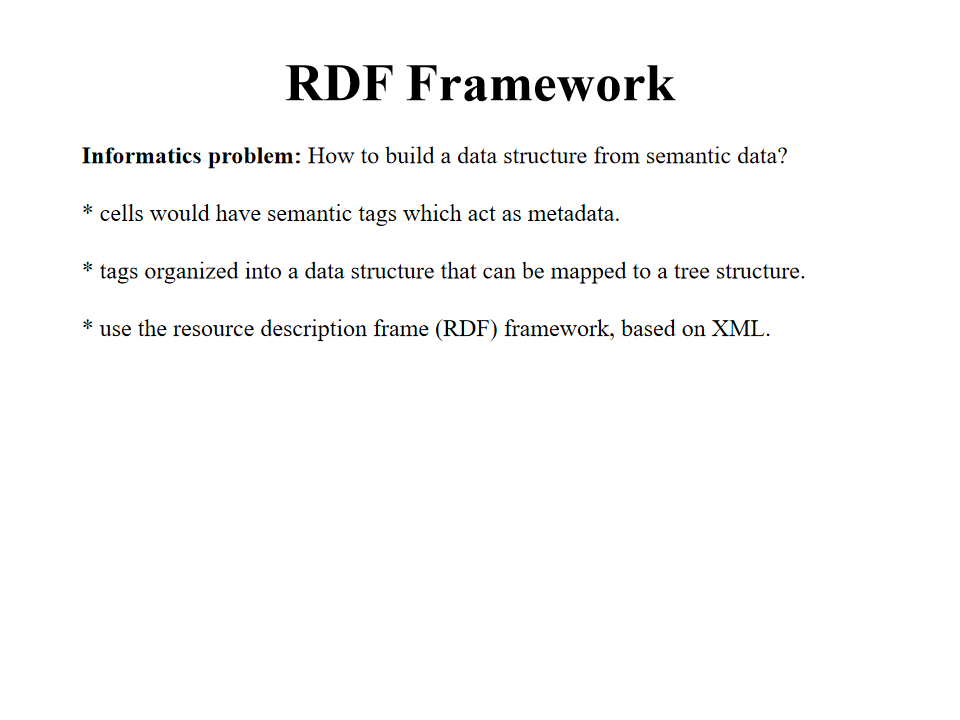 RDF Framework
Informatics problem: How to build a data structure from semantic data?
* cells would have semantic tags which act as metadata.
* tags organized into a data structure that can be mapped to a tree structure.
* use the resource description frame (RDF) framework, based on XML.